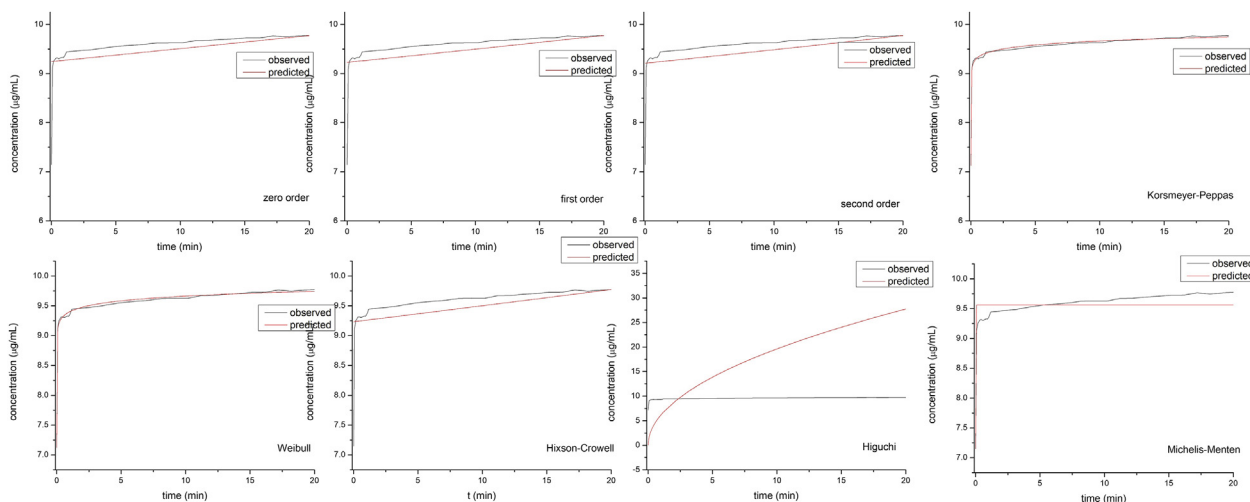 10
9
8
7
6
concentration (µg/mL)
observed
predicted
zero order
0
5
10
15
20
time (min)
10
9
8
7
6
concentration (µg/mL)
observed
predicted
first order
0
5
10
15
20
time (min)
10
9
8
7
6
concentration (µg/mL)
observed
predicted
second order
0
5
10
15
20
time (min)
10
9
8
7
6
concentration (µg/mL)
observed
predicted
Korsmeyer-Peppas
0
5
10
15
20
time (min)
10.0
9.5
9.0
8.5
8.0
7.5
7.0
concentration (µg/mL)
observed
predicted
Weibull
0
5
10
15
20
time (min)
10.0
9.5
9.0
8.5
8.0
7.5
7.0
concentration (µg/mL)
observed
predicted
Hixson-Crowell
0
5
10
15
20
t (min)
35
30
25
20
15
10
5
0
-5
concentration (µg/mL)
observed
predicted
Higuchi
0
5
10
15
20
time (min)
10.0
9.5
9.0
8.5
8.0
7.5
7.0
concentration (µg/mL)
observed
predicted
Michelis-Menten
0
5
10
15
20
time (min)